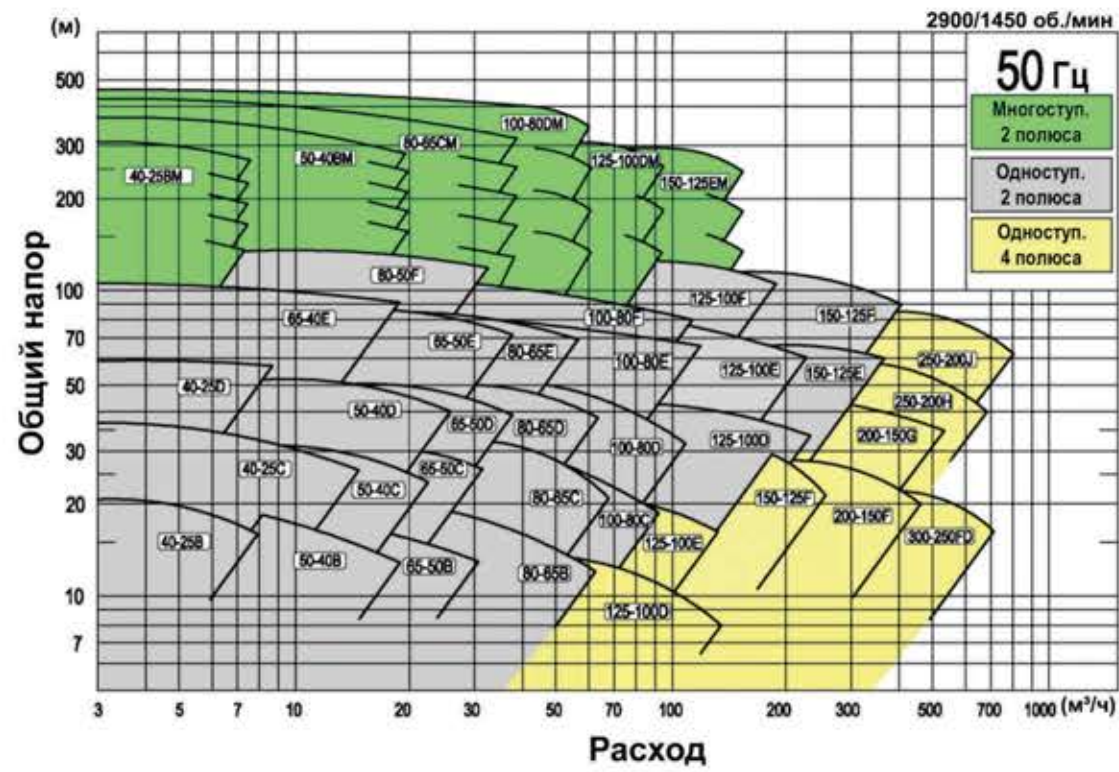 (м)
2900/1450 об./мин
50 Гц
Многоступ.
2 полюса
Одноступ.
2 полюса
Одноступ.
4 полюса
Общий напор
500
300
200
100
70
50
30
20
10
7
100-80DM
80-65CM
50-40BM
40-25BM
125-100DM
150-125EM
80-50F
125-100F
150-125F
65-40E
100-80F
65-50E
80-65E
100-80E
125-100E
150-125E
250-200J
40-25D
50-40D
65-50D
80-65D
100-80D
125-100D
250-200H
200-150G
40-25C
50-40C
65-50C
80-65C
100-80C
125-100E
150-125F
200-150F
300-250FD
40-25B
50-40B
65-50B
80-65B
125-100D
3 5 7 10 20 30 50 70 100 200 300 500 700 1000 (м³/ч)
Расход